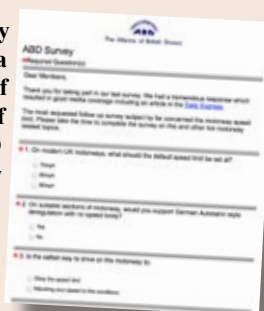 The Alliance of British Drivers
ABD Survey
Required Question(s)
Dear Members,
Thank you for taking part in our last survey. We had a tremendous response which
resulted in good media coverage including an article in the Daily Express.
The most requested follow up survey subject by far concerned the motorway speed
limit. Please take the time to complete the survey on this and other hot motorway
related topics.
1. On modern UK motorways, what should the default speed limit be set at?
2. On suitable sections of motorway, would you support German Autobahn style
deregulation with no speed limits?
Yes
No
3. Is the safest way to drive on the motorway to:
Obey the speed limit
Adjusting your speed to the conditions